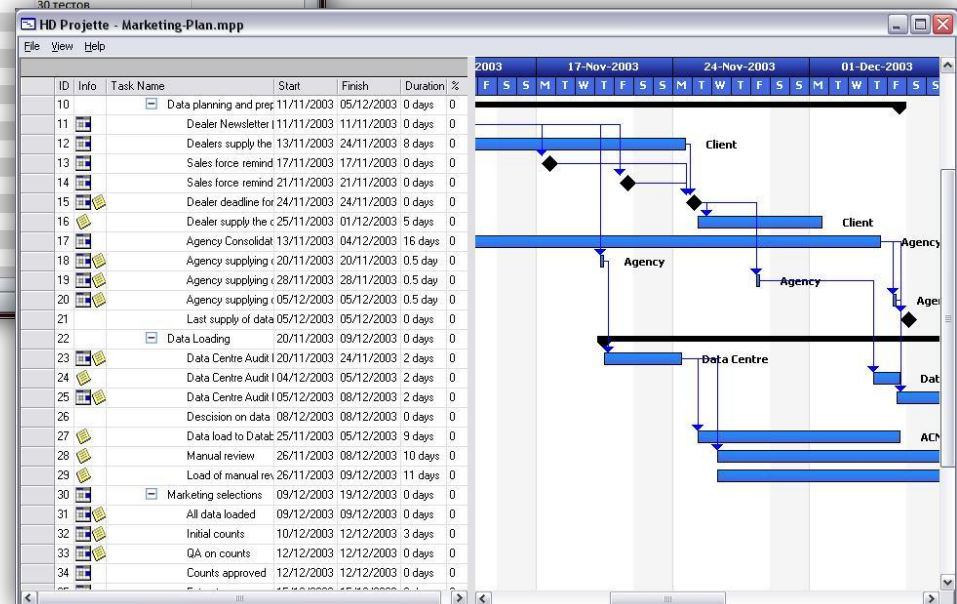 30 тестов
HD Projette - Marketing-Plan.mpp
File View Help
2003 17-Nov-2003 24-Nov-2003 01-Dec-2003
ID Info Task Name Start Finish Duration %
F S S M T W T F S S M T W T F S S M T W T F S S
10 Data planning and prep 11/11/2003 05/12/2003 0 days 0
11 Dealer Newsletter 11/11/2003 11/11/2003 0 days 0
12 Dealers supply the 13/11/2003 24/11/2003 8 days 0 Client
13 Sales force remind 17/11/2003 17/11/2003 0 days 0
14 Sales force remind 21/11/2003 21/11/2003 0 days 0
15 Dealer deadline for 24/11/2003 24/11/2003 0 days 0
16 Dealer supply the c 25/11/2003 01/12/2003 5 days 0 Client
17 Agency Consolidat 13/11/2003 04/12/2003 16 days 0 Agency
18 Agency supplying 20/11/2003 20/11/2003 0.5 day 0 Agency
19 Agency supplying 28/11/2003 28/11/2003 0.5 day 0 Agency
20 Agency supplying 05/12/2003 05/12/2003 0.5 day 0 Age
21 Last supply of data 05/12/2003 05/12/2003 0 days 0
22 Data Loading 20/11/2003 09/12/2003 0 days 0
23 Data Centre Audit 20/11/2003 24/11/2003 2 days 0 Data Centre
24 Data Centre Audit 04/12/2003 05/12/2003 2 days 0 Dat
25 Data Centre Audit 05/12/2003 08/12/2003 2 days 0
26 Descision on data 08/12/2003 08/12/2003 0 days 0
27 Data load to Datab 25/11/2003 05/12/2003 9 days 0 ACN
28 Manual review 26/11/2003 08/12/2003 10 days 0
29 Load of manual rev 26/11/2003 09/12/2003 11 days 0
30 Marketing selections 09/12/2003 19/12/2003 0 days 0
31 All data loaded 09/12/2003 09/12/2003 0 days 0
32 Initial counts 10/12/2003 12/12/2003 3 days 0
33 QA on counts 12/12/2003 12/12/2003 0 days 0
34 Counts approved 12/12/2003 12/12/2003 0 days 0